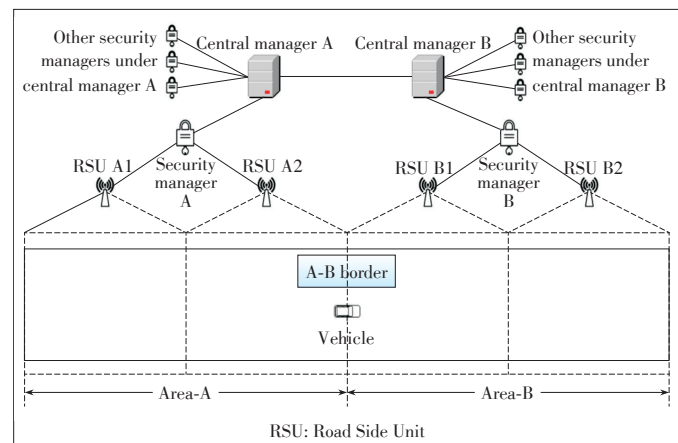 Other security
managers under
central manager A
Central manager A
Central manager B
Other security
managers under
central manager B
RSU A1
Security
manager
A
RSU A2
RSU B1
Security
manager
B
RSU B2
A-B border
Vehicle
Area-A
Area-B
RSU: Road Side Unit